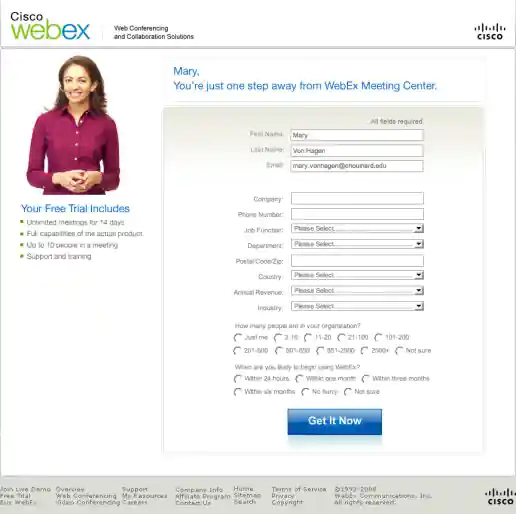 Cisco
webex
Web Conferencing
and Collaboration Solutions
CISCO
Mary,
You're just one step away from WebEx Meeting Center.
All fields required.
First Name: Mary
Last Name: Von Hagen
Email: mary.vonhagen@chouinard.edu
Company:
Phone Number:
Job Function: Please Select...
Department: Please Select...
Postal Code/Zip:
Country: Please Select...
Annual Revenue: Please Select...
Industry: Please Select...
Your Free Trial Includes
Unlimited meetings for 14 days
Full capabilities of the actual product
Up to 10 people in a meeting
Support and training
How many people are in your organization?
Just me 2-10 11-20 21-100 101-200
201-500 501-850 851-2000 2000+ Not sure
When are you likely to begin using WebEx?
Within 24 hours Within one month Within three months
Within six months No hurry Not sure
Get It Now
Join Live Demo Overview Support Company Info Home Terms of Service ©1992-2008
Free Trial Web Conferencing My Resources Affiliate Program Sitemap Privacy WebEx Communications, Inc.
Buy WebEx Video Conferencing Careers Contact Us Search Copyright All rights reserved.
CISCO